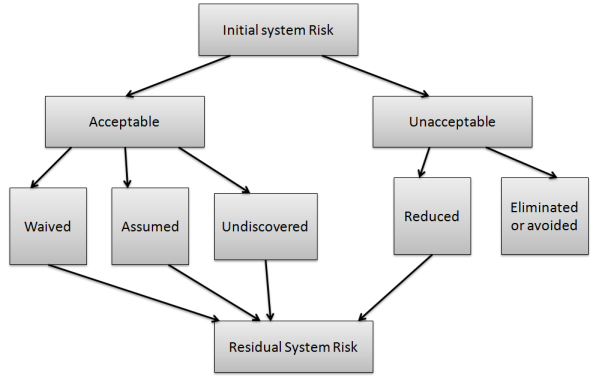 Initial system Risk
Acceptable
Unacceptable
Waived
Assumed
Undiscovered
Reduced
Eliminated
or avoided
Residual System Risk